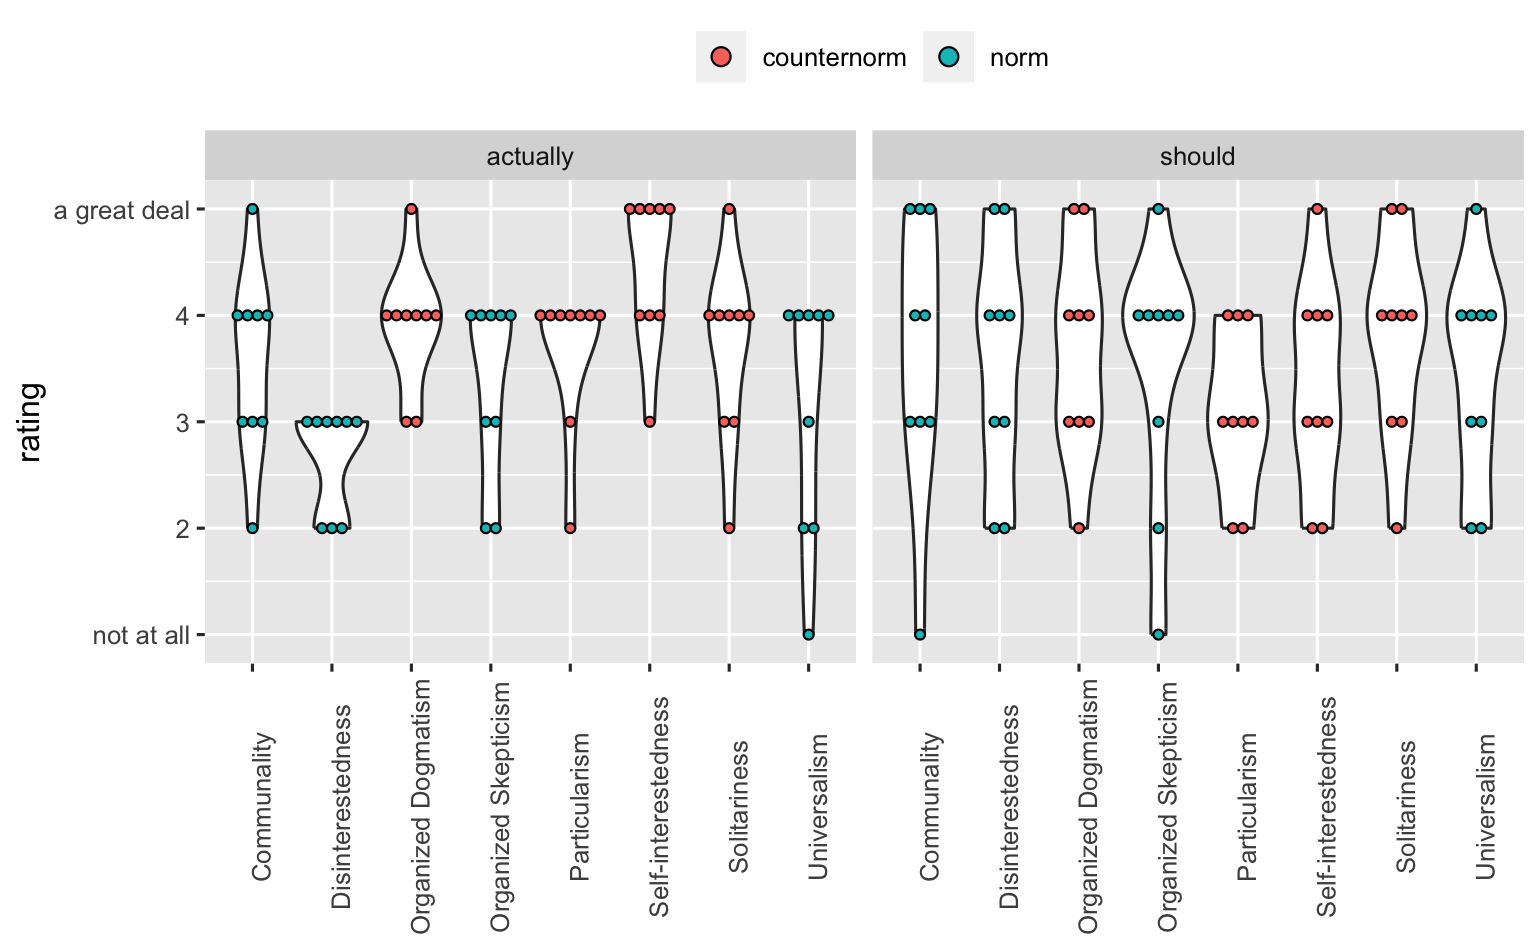 counternorm norm
actually should
a great deal
4
3
2
not at all
rating
Communality
Disinterestedness
Organized Dogmatism
Organized Skepticism
Particularism
Self-interestedness
Solitariness
Universalism
Communality
Disinterestedness
Organized Dogmatism
Organized Skepticism
Particularism
Self-interestedness
Solitariness
Universalism